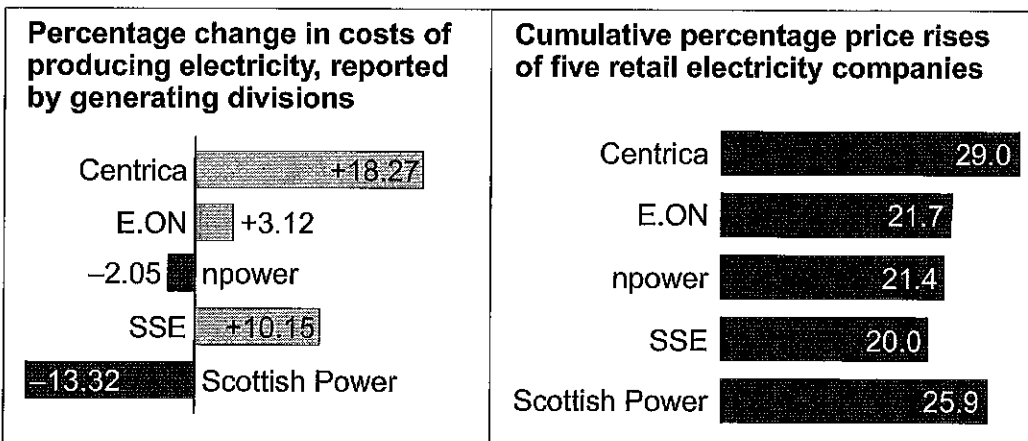 Percentage change in costs of
producing electricity, reported
by generating divisions
Centrica +18.27
E.ON +3.12
–2.05 npower
SSE +10.15
–13.32 Scottish Power
Cumulative percentage price rises
of five retail electricity companies
Centrica 29.0
E.ON 21.7
npower 21.4
SSE 20.0
Scottish Power 25.9